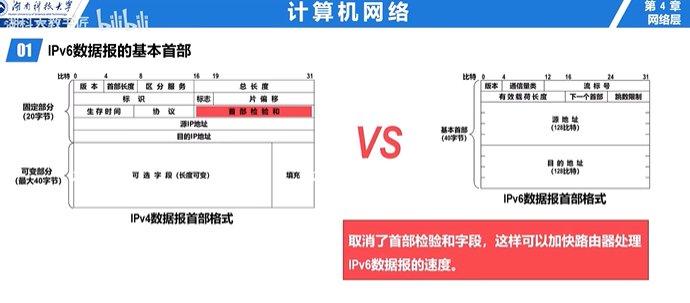 湖南科技大学
计算机网络
第 4 章
网络层
湖科大教书匠 bilibili
01 IPv6数据报的基本首部
比特 0 4 8 16 19 31
版 本 首部长度 区 分 服 务 总 长 度
标 识 标志 片 偏 移
生 存 时 间 协 议 首 部 检 验 和
源IP地址
目的IP地址
可 选 字 段 (长度可变) 填充
固定部分
(20字节)
可变部分
(最大40字节)
IPv4数据报首部格式
VS
比特 0 4 12 16 24 31
版本 通信量类 流 标 号
有 效 载 荷 长 度 下一个首部 跳数限制
源 地 址
(128比特)
目 的 地 址
(128比特)
基本首部
(40字节)
IPv6数据报首部格式
取消了首部检验和字段，这样可以加快路由器处理
IPv6数据报的速度。